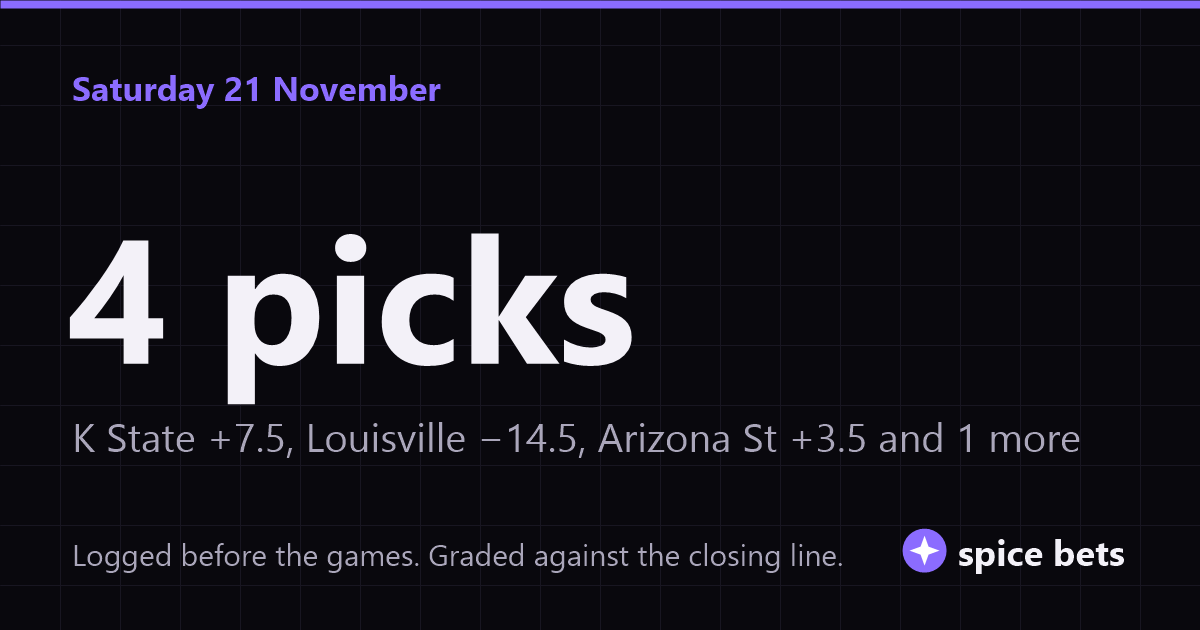 Saturday 21 November
4 picks
K State +7.5, Louisville −14.5, Arizona St +3.5 and 1 more
Logged before the games. Graded against the closing line.
spice bets